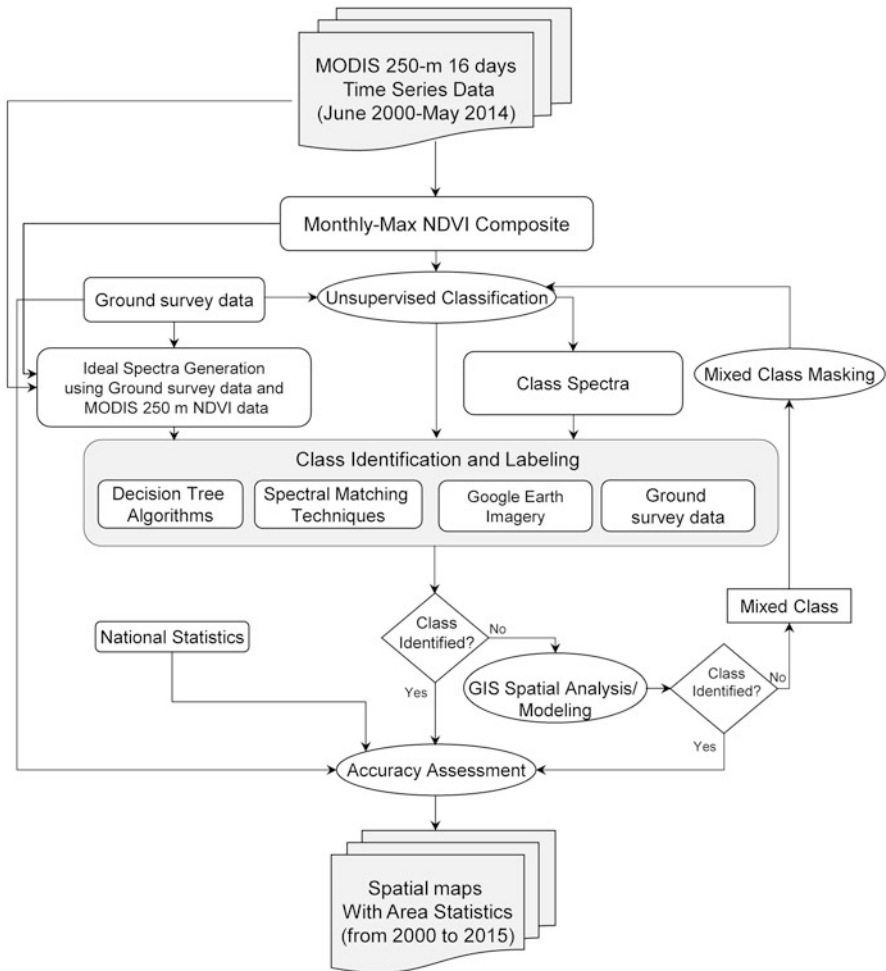 MODIS 250-m 16 days
Time Series Data
(June 2000-May 2014)
Monthly-Max NDVI Composite
Ground survey data
Unsupervised Classification
Ideal Spectra Generation
using Ground survey data and
MODIS 250 m NDVI data
Class Spectra
Mixed Class Masking
Class Identification and Labeling
Decision Tree
Algorithms
Spectral Matching
Techniques
Google Earth
Imagery
Ground
survey data
National Statistics
Class
Identified?
No
Yes
GIS Spatial Analysis/
Modeling
Mixed Class
Class
Identified?
No
Yes
Accuracy Assessment
Spatial maps
With Area Statistics
(from 2000 to 2015)